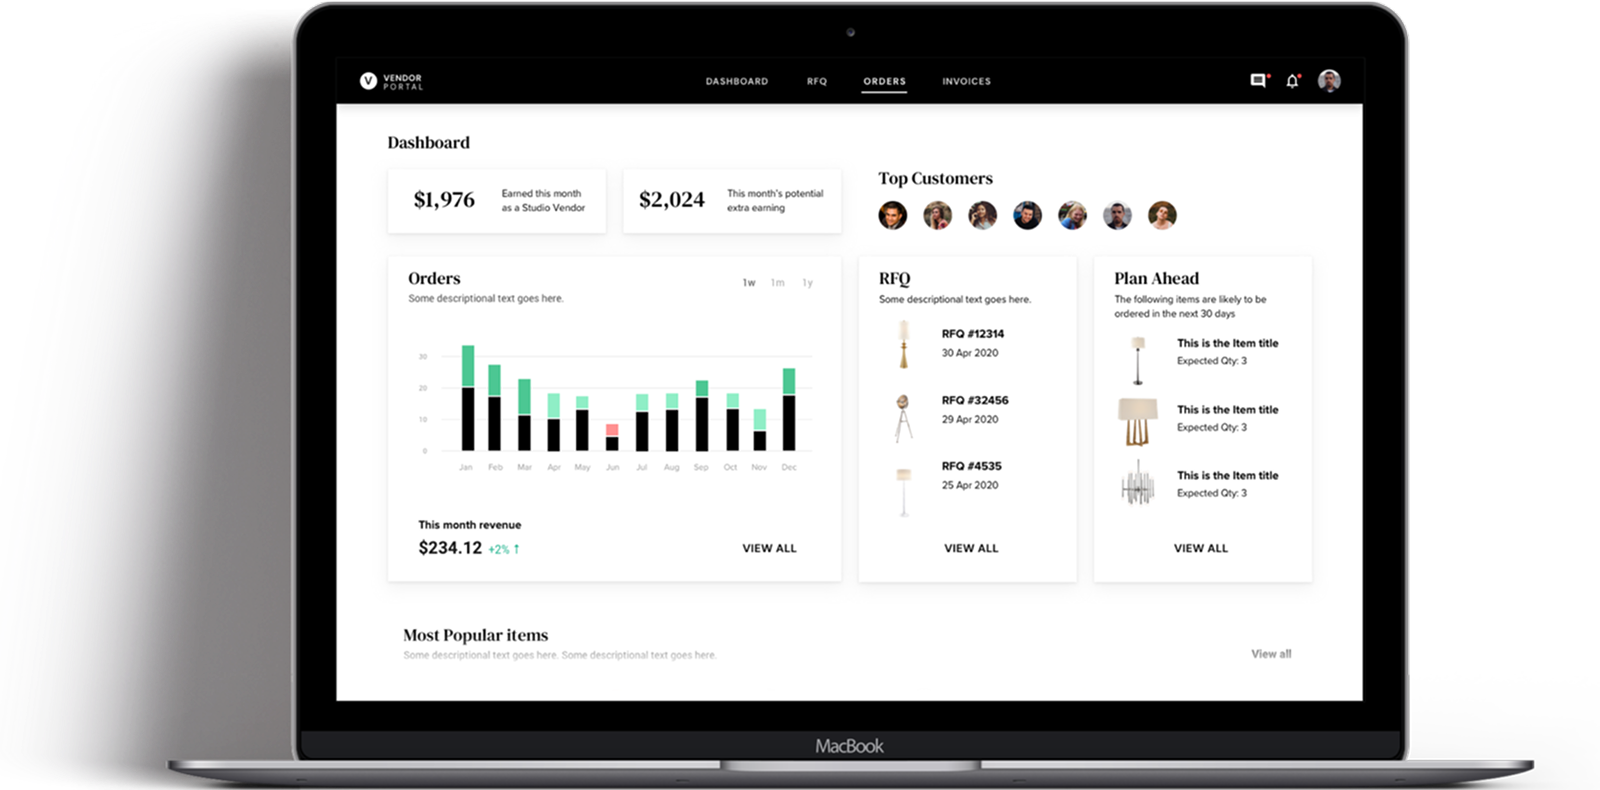 V
VENDOR
PORTAL
DASHBOARD
RFQ
ORDERS
INVOICES
Dashboard
$1,976
Earned this month
as a Studio Vendor
$2,024
This month's potential
extra earning
Top Customers
Orders
Some descriptional text goes here.
1w 1m 1y
30
20
10
0
Jan Feb Mar Apr May Jun Jul Aug Sep Oct Nov Dec
This month revenue
$234.12 +2% ↑
VIEW ALL
RFQ
Some descriptional text goes here.
RFQ #12314
30 Apr 2020
RFQ #32456
29 Apr 2020
RFQ #4535
25 Apr 2020
VIEW ALL
Plan Ahead
The following items are likely to be
ordered in the next 30 days
This is the Item title
Expected Qty: 3
This is the Item title
Expected Qty: 3
This is the Item title
Expected Qty: 3
VIEW ALL
Most Popular items
Some descriptional text goes here. Some descriptional text goes here.
View all
MacBook